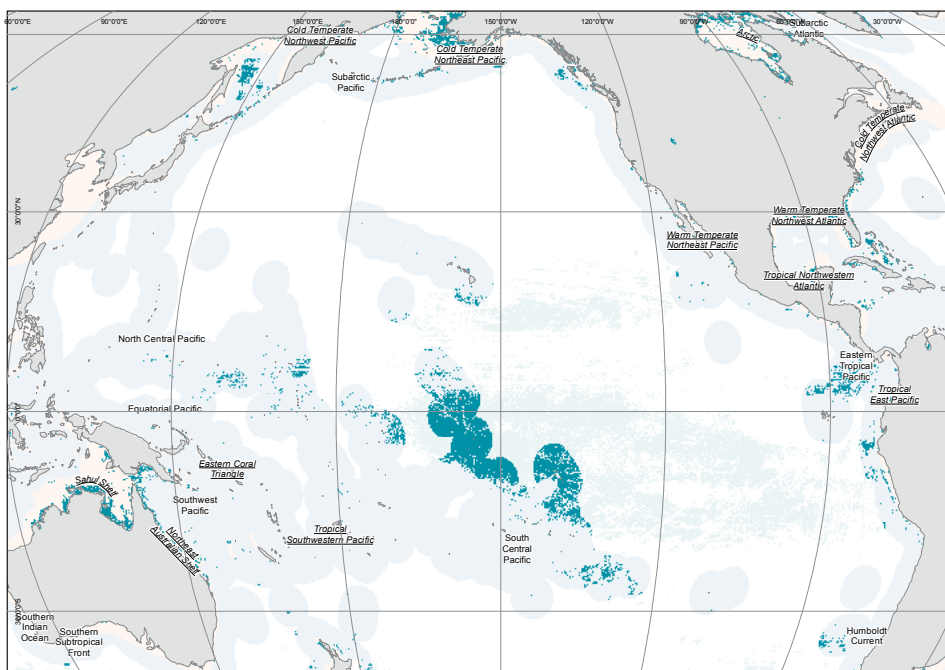 60°0'0"E
90°0'0"E
120°0'0"E
150°0'0"E
180°0'0"
150°0'0"W
120°0'0"W
90°0'0"W
30°0'0"W
Cold Temperate
Northwest Pacific
Cold Temperate
Northeast Pacific
Subarctic
Pacific
Arctic
Subarctic
Atlantic
Cold Temperate
Northwest Atlantic
30°0'0"N
Warm Temperate
Northeast Pacific
Warm Temperate
Northwest Atlantic
Tropical Northwestern
Atlantic
North Central Pacific
Equatorial Pacific
Eastern
Tropical
Pacific
Tropical
East Pacific
Eastern Coral
Triangle
Sahul Shelf
Southwest
Pacific
Northeast
Australian Shelf
Tropical
Southwestern Pacific
South
Central
Pacific
Southern
Indian
Ocean
Southern
Subtropical
Front
Humboldt
Current